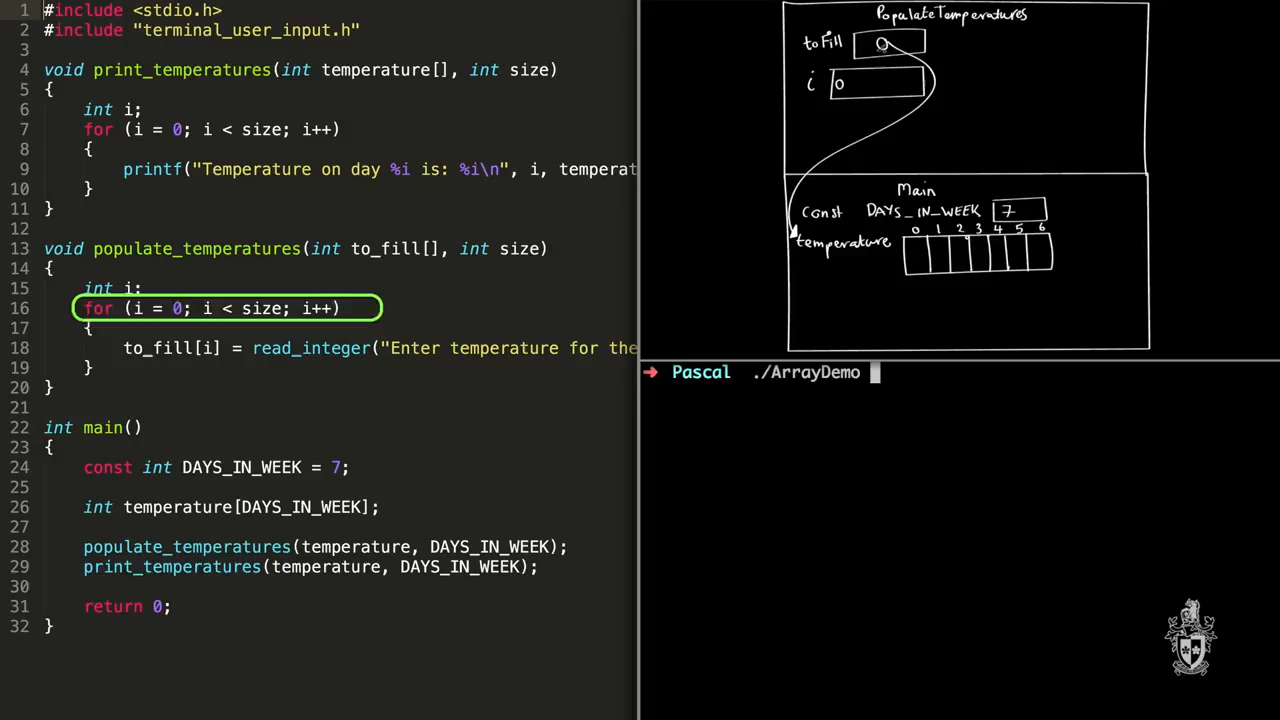 1 #include <stdio.h>
2 #include "terminal_user_input.h"
3
4 void print_temperatures(int temperature[], int size)
5 {
6 int i;
7 for (i = 0; i < size; i++)
8 {
9 printf("Temperature on day %i is: %i\n", i, temperat
10 }
11 }
12
13 void populate_temperatures(int to_fill[], int size)
14 {
15 int i;
16 for (i = 0; i < size; i++)
17 {
18 to_fill[i] = read_integer("Enter temperature for the
19 }
20 }
21
22 int main()
23 {
24 const int DAYS_IN_WEEK = 7;
25
26 int temperature[DAYS_IN_WEEK];
27
28 populate_temperatures(temperature, DAYS_IN_WEEK);
29 print_temperatures(temperature, DAYS_IN_WEEK);
30
31 return 0;
32 }
PopulateTemperatures
toFill
i 0
Main
const DAYS_IN_WEEK 7
0 1 2 3 4 5 6
temperature
➜ Pascal ./ArrayDemo